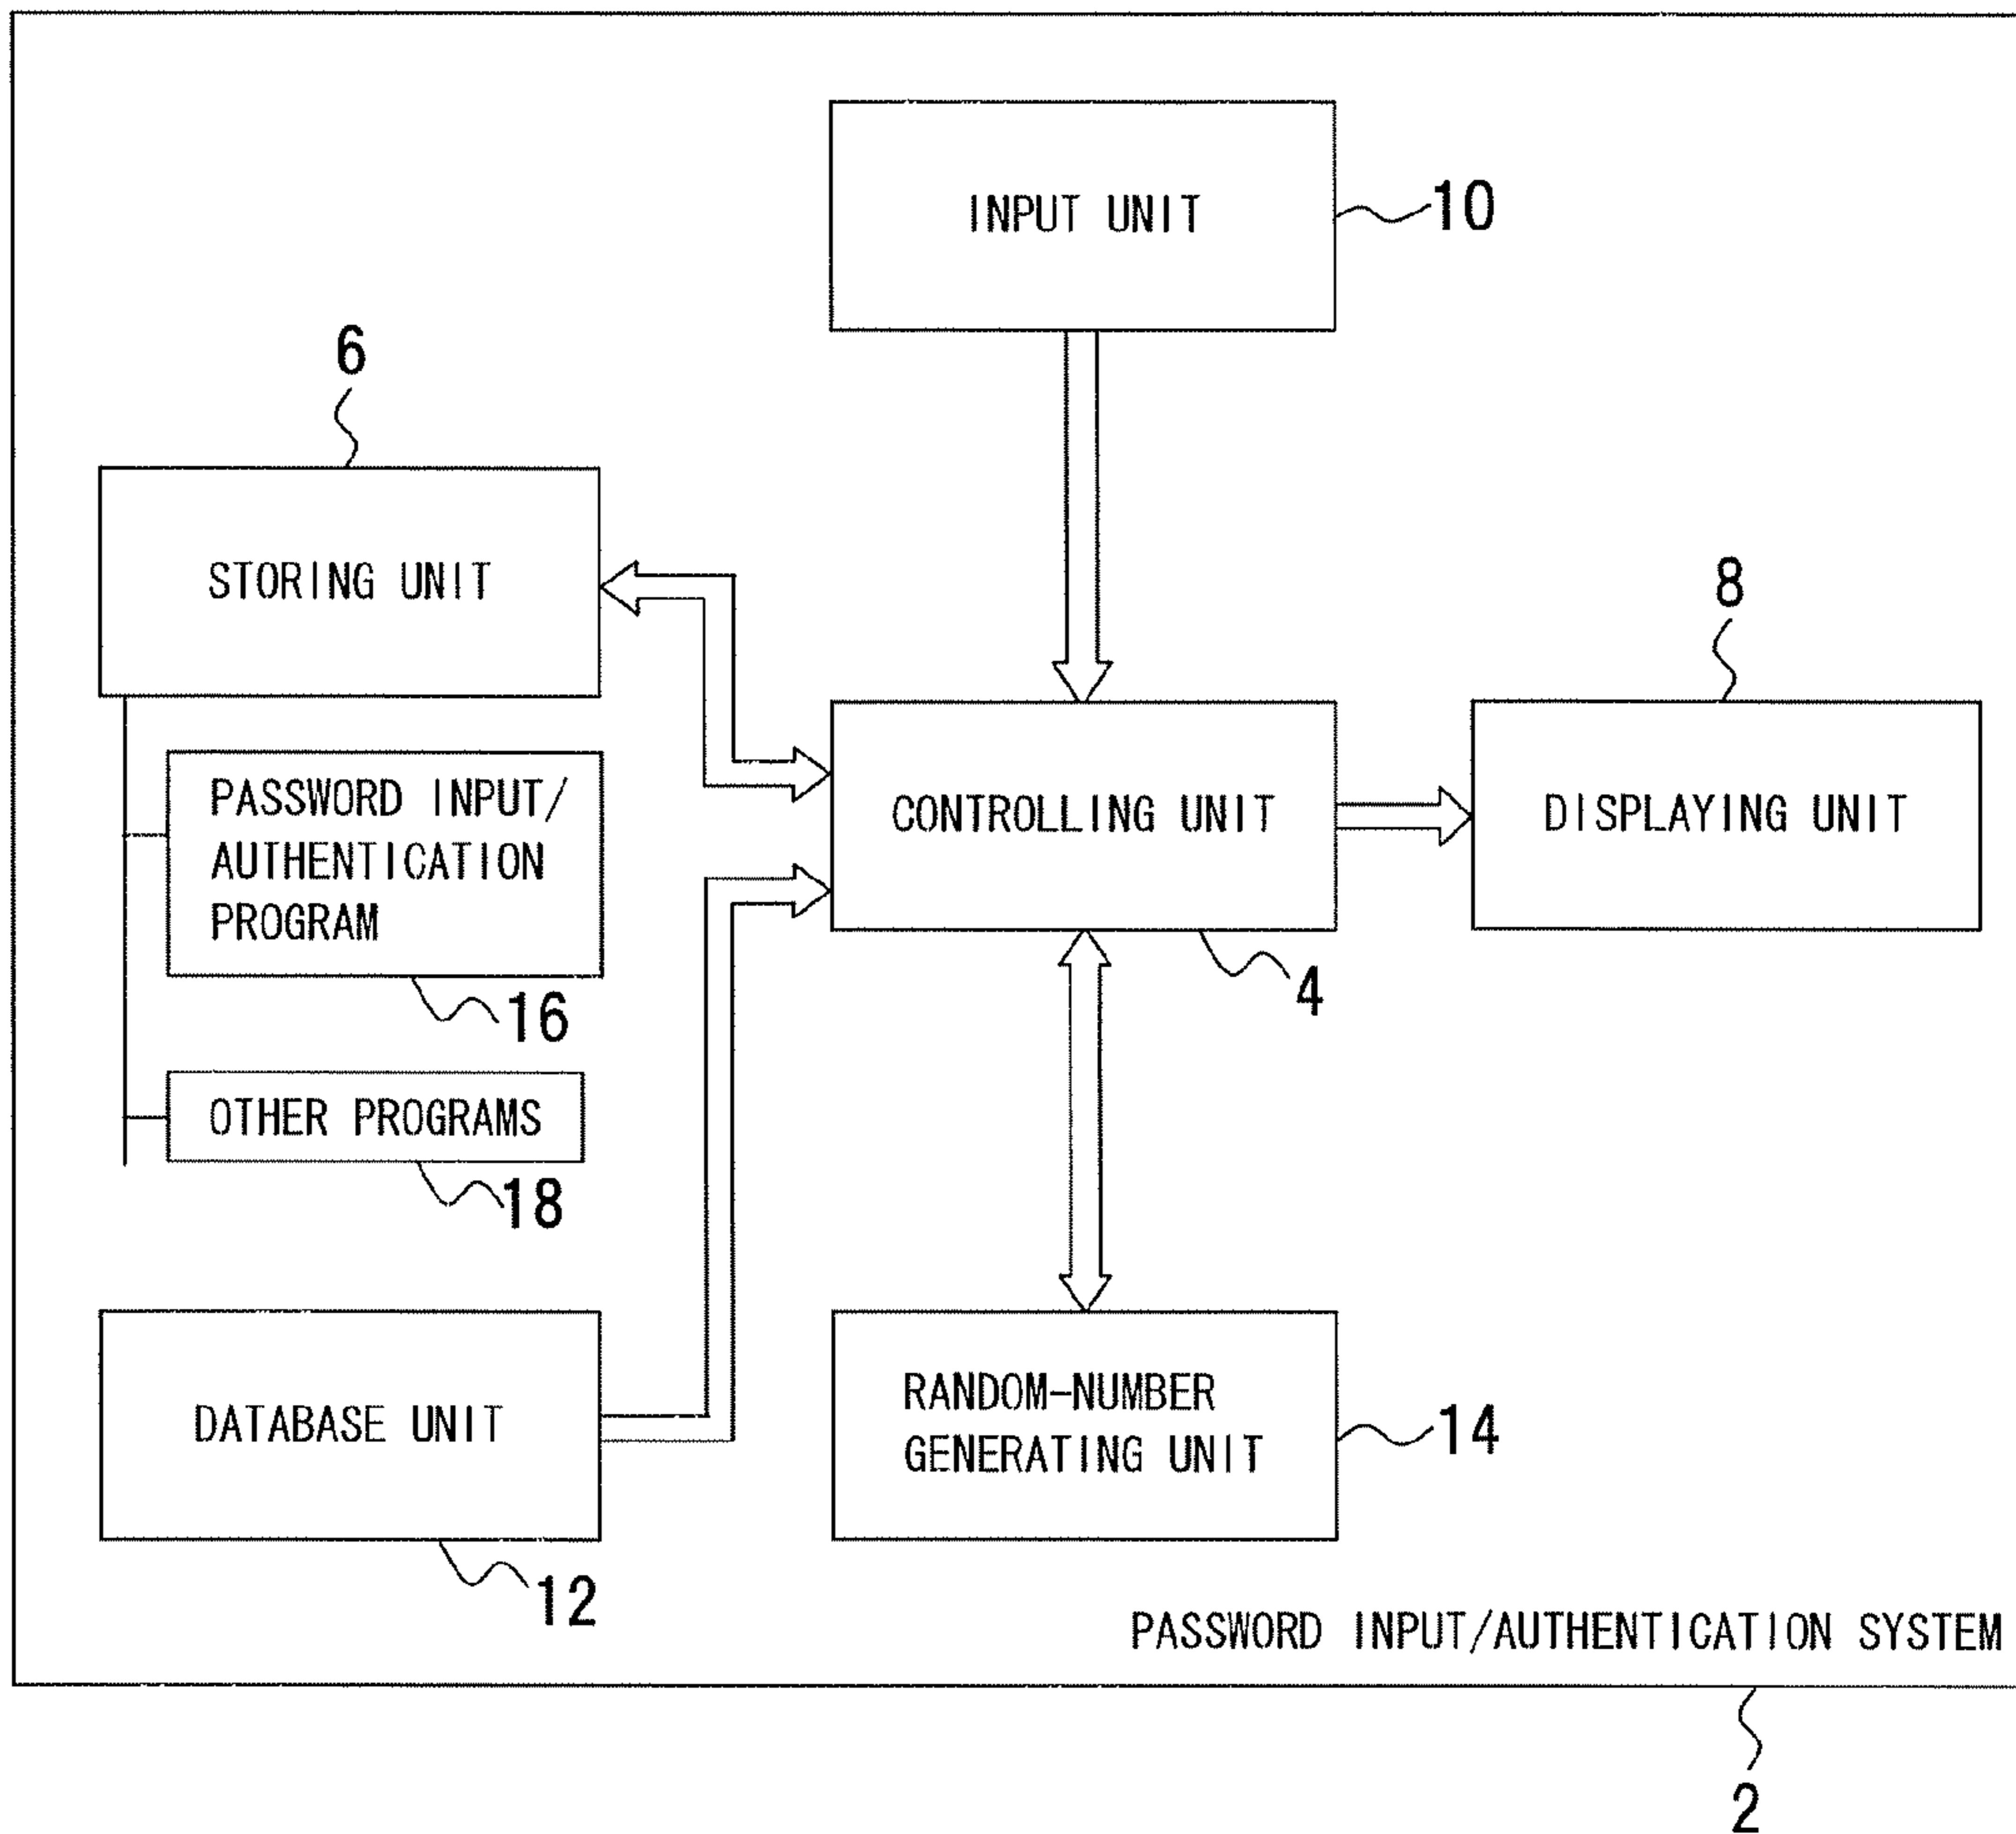 INPUT UNIT
10
6
STORING UNIT
8
PASSWORD INPUT/
AUTHENTICATION
PROGRAM
CONTROLLING UNIT
DISPLAYING UNIT
16
4
OTHER PROGRAMS
18
DATABASE UNIT
RANDOM-NUMBER
GENERATING UNIT
14
12
PASSWORD INPUT/AUTHENTICATION SYSTEM
2